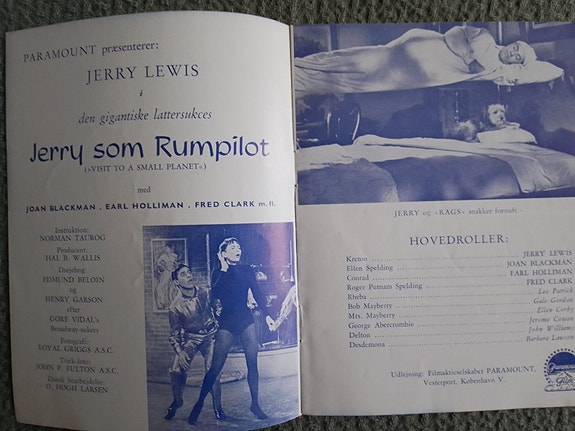 PARAMOUNT præsenterer:
JERRY LEWIS
i
den gigantiske lattersukces
Jerry som Rumpilot
(»VISIT TO A SMALL PLANET«)
med
JOAN BLACKMAN . EARL HOLLIMAN . FRED CLARK m. fl.
Instruktion:
NORMAN TAUROG
Producent:
HAL B. WALLIS
Drejebog:
EDMUND BELOIN
og
HENRY GARSON
efter
GORE VIDAL's
Broadway-sukces
Fotografi:
LOYAL GRIGGS A.S.C.
Trick-foto:
JOHN P. FULTON A.S.C.
Dansk bearbejdelse:
O. HØGH LARSEN
JERRY og »RAGS« snakker fornuft -
HOVEDROLLER:
Kreton JERRY LEWIS
Ellen Spelding JOAN BLACKMAN
Conrad EARL HOLLIMAN
Roger Putnam Spelding FRED CLARK
Rheba Lee Patrick
Bob Mayberry Gale Gordon
Mrs. Mayberry Ellen Corby
George Abercrombie Jerome Cowan
Delton John Williams
Desdemona Barbara Lawson
Udlejning: Filmaktieselskabet PARAMOUNT.
Vesterport, København V.
Paramount